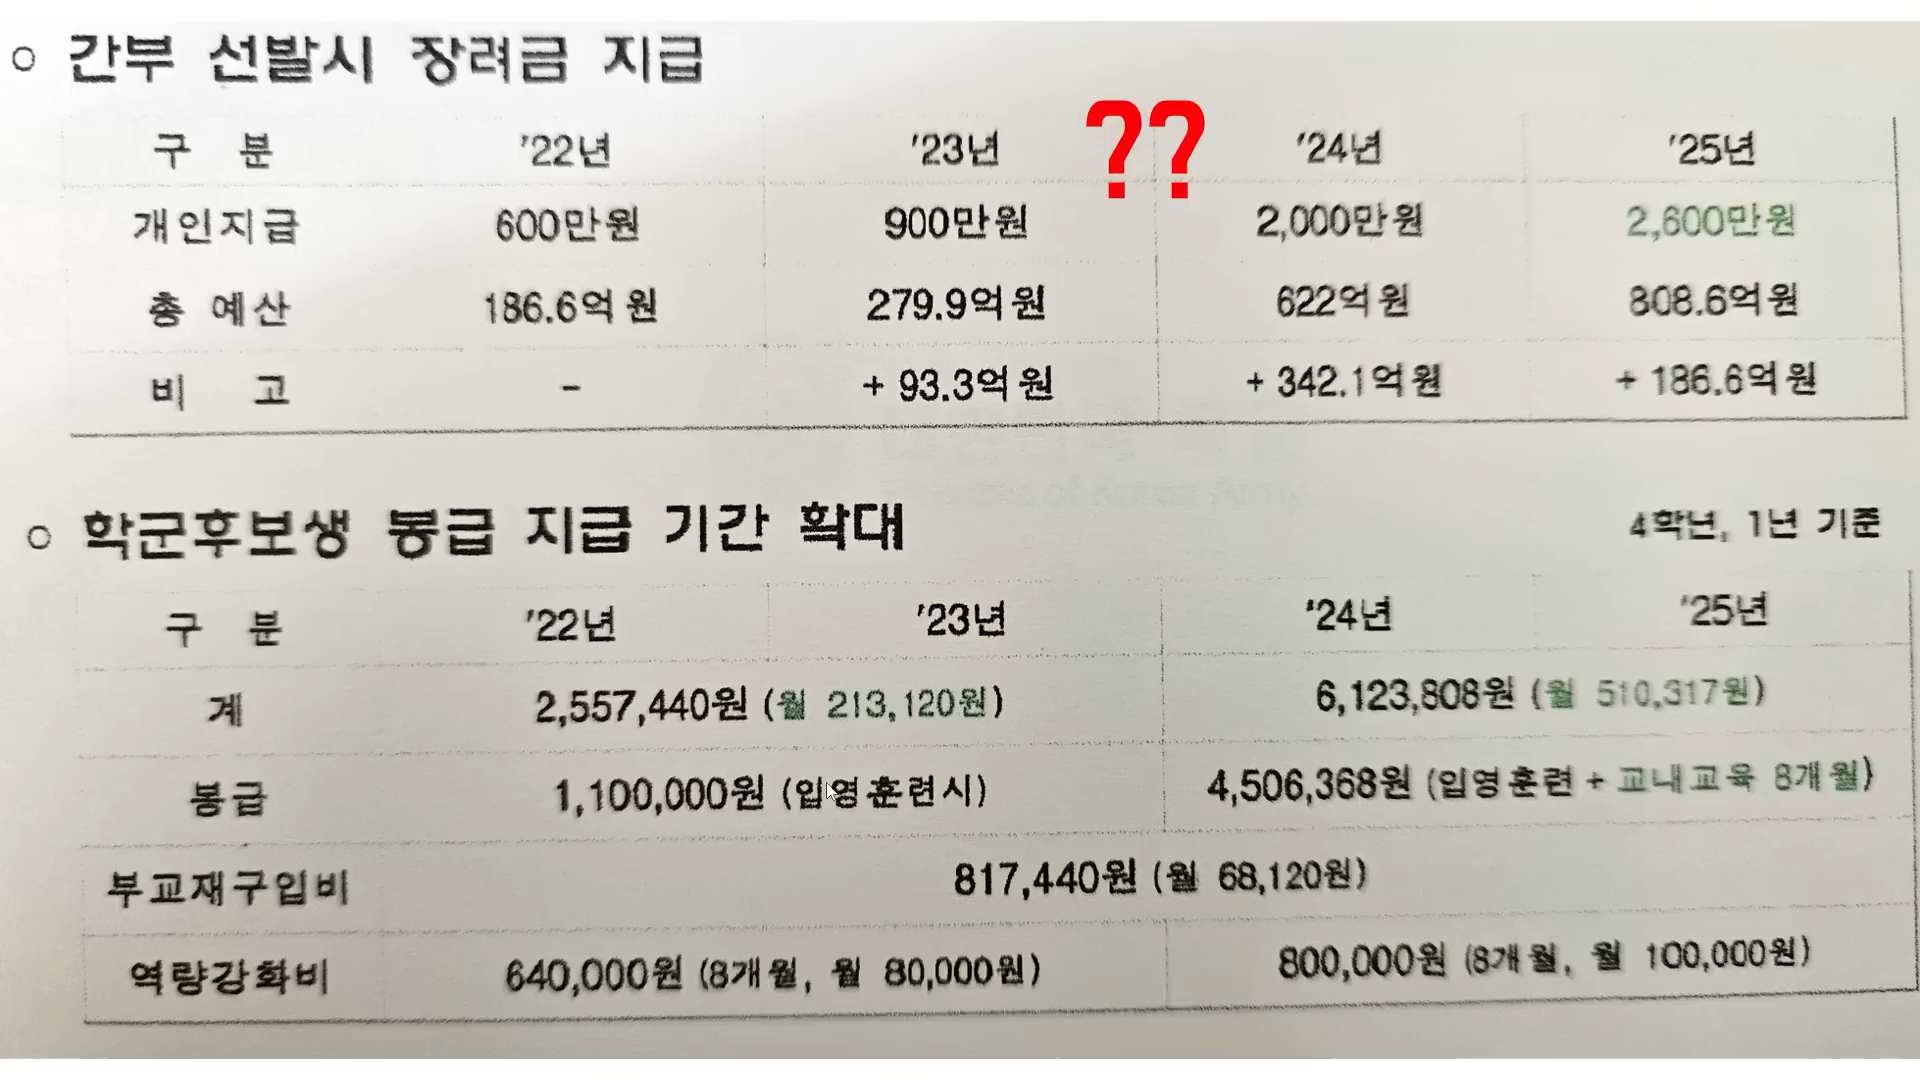 ○ 간부 선발시 장려금 지급
??
구 분 '22년 '23년 '24년 '25년
개인지급 600만원 900만원 2,000만원 2,600만원
총 예산 186.6억원 279.9억원 622억원 808.6억원
비 고 - + 93.3억원 + 342.1억원 + 186.6억원
○ 학군후보생 봉급 지급 기간 확대 4학년, 1년 기준
구 분 '22년 '23년 '24년 '25년
계 2,557,440원 (월 213,120원) 6,123,808원 (월 510,317원)
봉급 1,100,000원 (입영훈련시) 4,506,368원 (입영훈련 + 교내교육 8개월)
부교재구입비 817,440원 (월 68,120원)
역량강화비 640,000원 (8개월, 월 80,000원) 800,000원 (8개월, 월 100,000원)